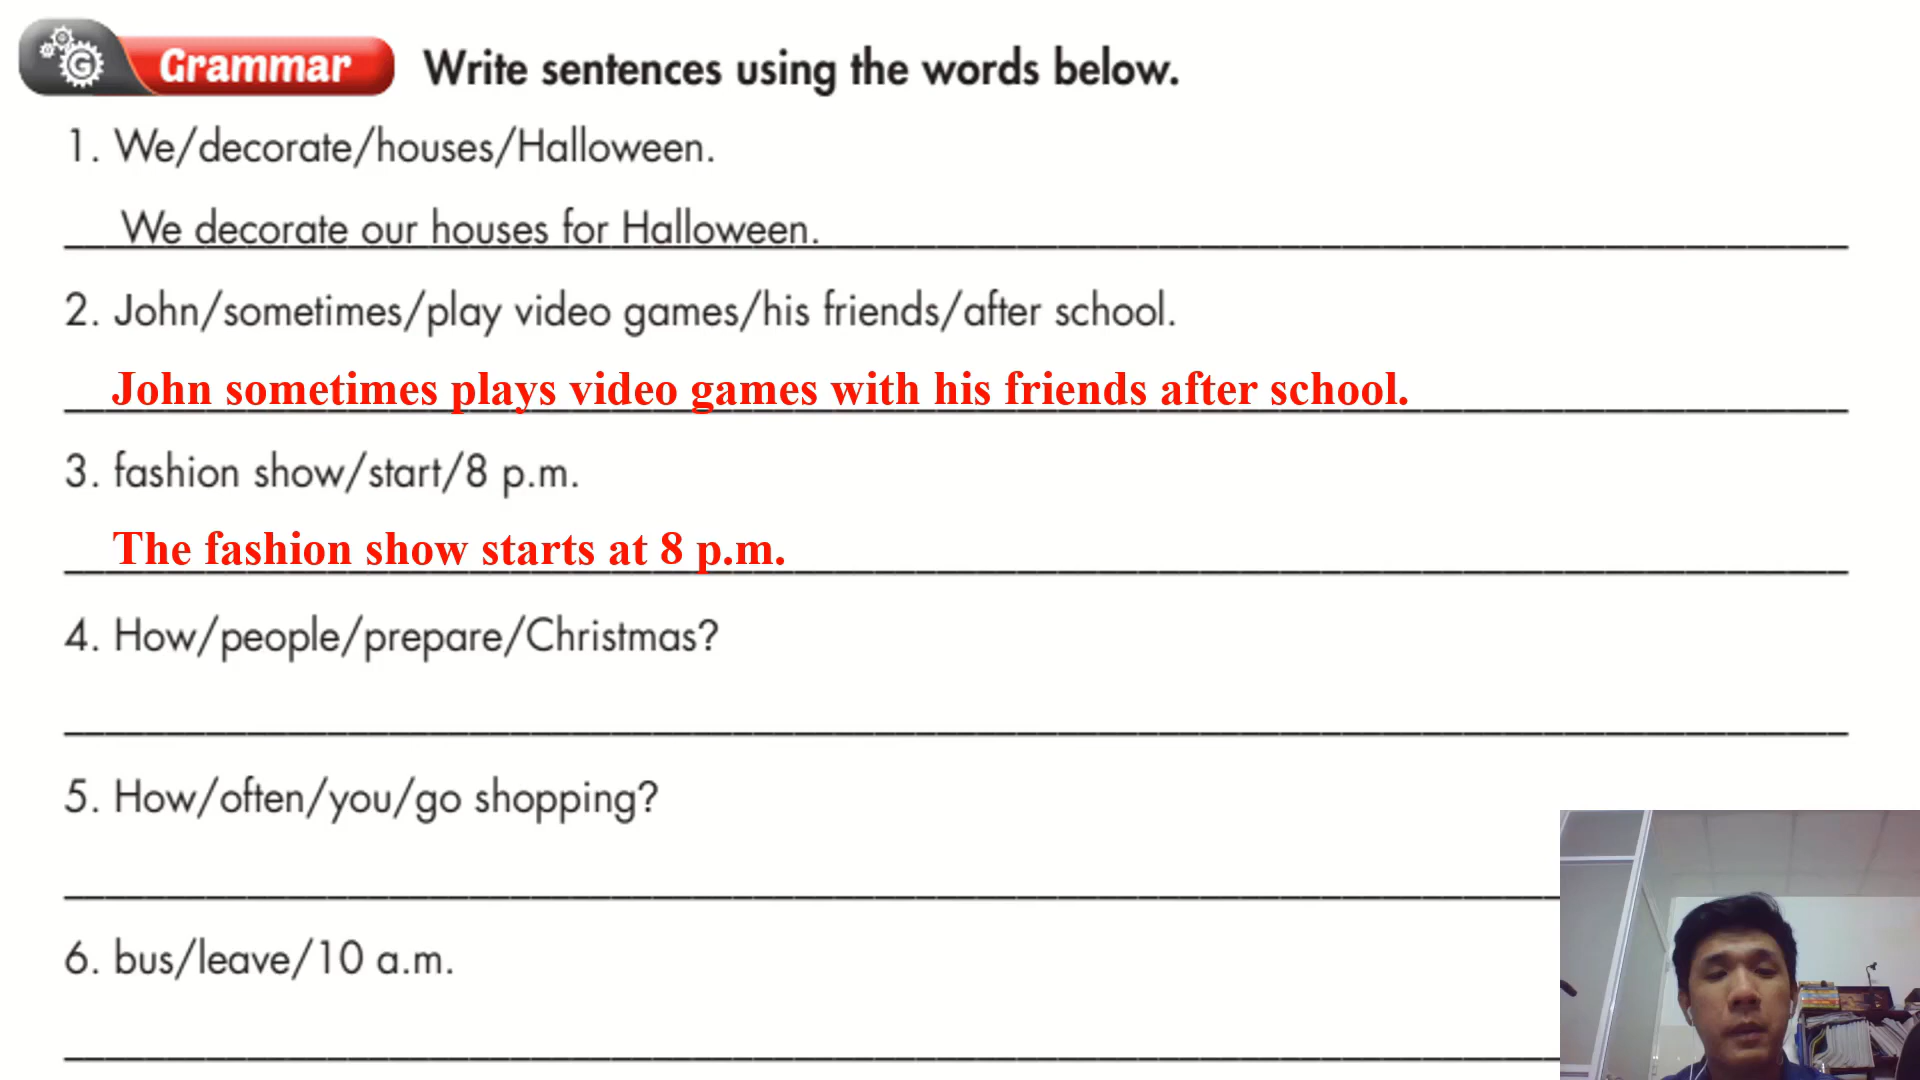 Grammar Write sentences using the words below.
1. We/decorate/houses/Halloween.
We decorate our houses for Halloween.
2. John/sometimes/play video games/his friends/after school.
John sometimes plays video games with his friends after school.
3. fashion show/start/8 p.m.
The fashion show starts at 8 p.m.
4. How/people/prepare/Christmas?
5. How/often/you/go shopping?
6. bus/leave/10 a.m.